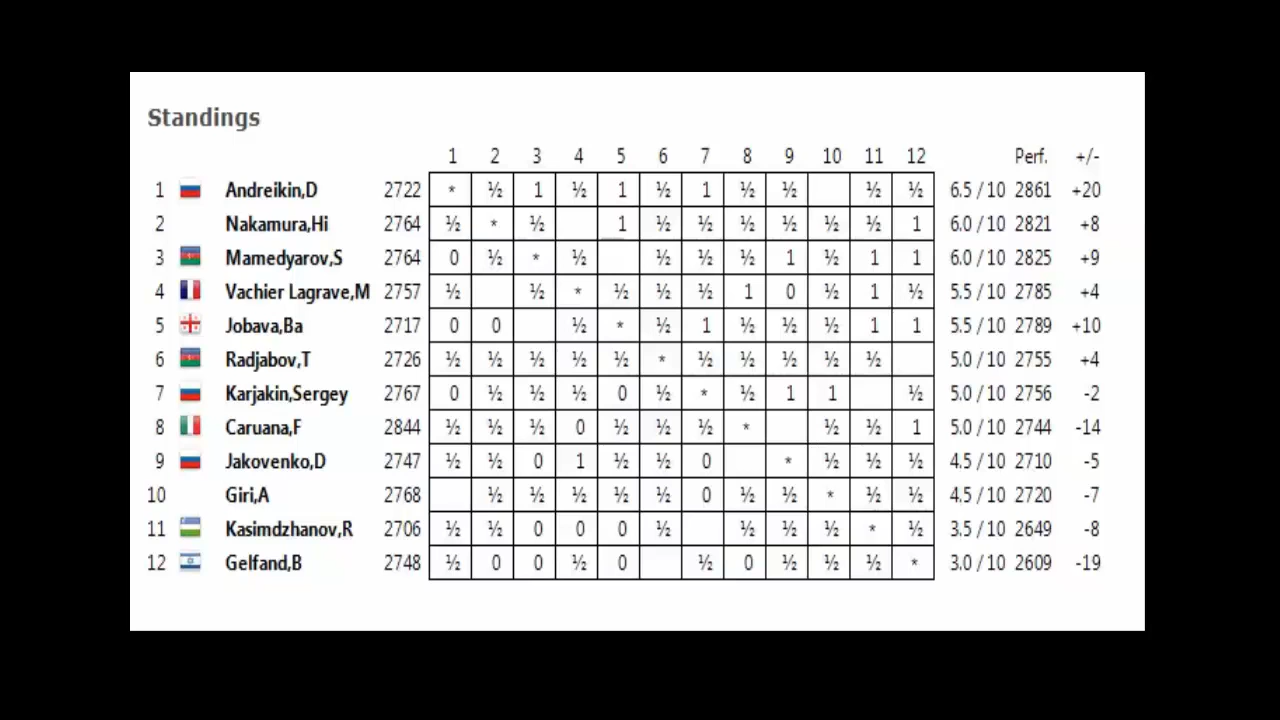 Standings
1 2 3 4 5 6 7 8 9 10 11 12 Perf. +/-
1 Andreikin,D 2722 * ½ 1 ½ 1 ½ 1 ½ ½ ½ ½ 6.5 / 10 2861 +20
2 Nakamura,Hi 2764 ½ * ½ 1 ½ ½ ½ ½ ½ ½ 1 6.0 / 10 2821 +8
3 Mamedyarov,S 2764 0 ½ * ½ ½ ½ ½ 1 ½ 1 1 6.0 / 10 2825 +9
4 Vachier Lagrave,M 2757 ½ ½ * ½ ½ ½ 1 0 ½ 1 ½ 5.5 / 10 2785 +4
5 Jobava,Ba 2717 0 0 ½ * ½ 1 ½ ½ ½ 1 1 5.5 / 10 2789 +10
6 Radjabov,T 2726 ½ ½ ½ ½ ½ * ½ ½ ½ ½ ½ 5.0 / 10 2755 +4
7 Karjakin,Sergey 2767 0 ½ ½ ½ 0 ½ * ½ 1 1 ½ 5.0 / 10 2756 -2
8 Caruana,F 2844 ½ ½ ½ 0 ½ ½ ½ * ½ ½ 1 5.0 / 10 2744 -14
9 Jakovenko,D 2747 ½ ½ 0 1 ½ ½ 0 * ½ ½ ½ 4.5 / 10 2710 -5
10 Giri,A 2768 ½ ½ ½ ½ ½ 0 ½ ½ * ½ ½ 4.5 / 10 2720 -7
11 Kasimdzhanov,R 2706 ½ ½ 0 0 0 ½ ½ ½ ½ * ½ 3.5 / 10 2649 -8
12 Gelfand,B 2748 ½ 0 0 ½ 0 ½ 0 ½ ½ ½ * 3.0 / 10 2609 -19